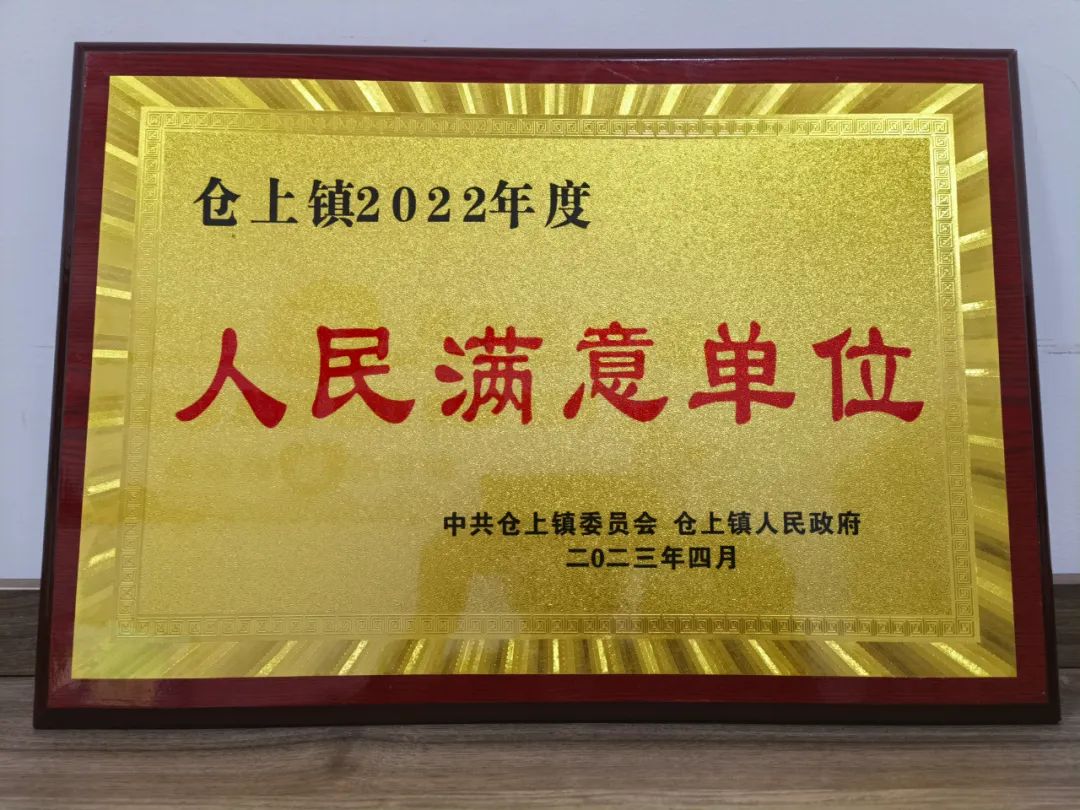 仓上镇2022年度
人民满意单位
中共仓上镇委员会 仓上镇人民政府
二0二三年四月